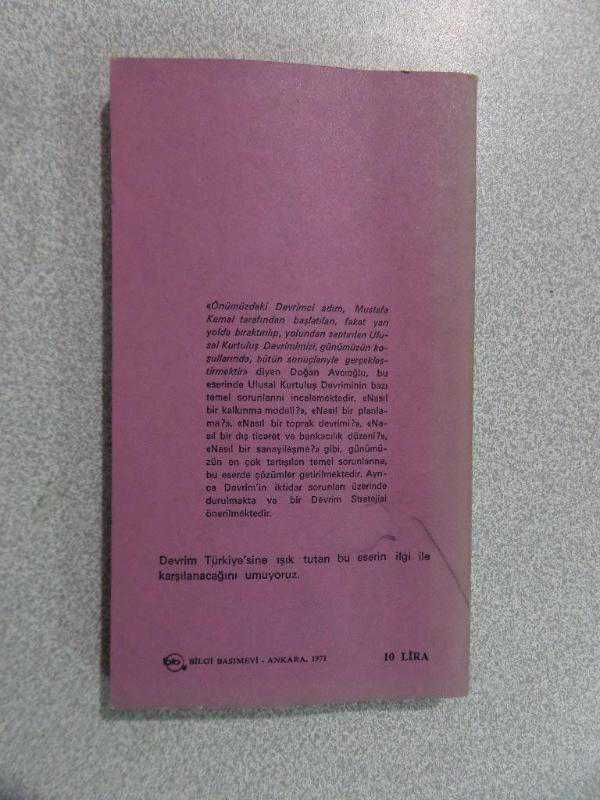 «Önümüzdeki Devrimci adım, Mustafa
Kemal tarafından başlatılan, fakat yarı
yolda bıraktırılıp, yolundan saptırılan Ulu-
sal Kurtuluş Devrimimizi, günümüzün ko-
şullarında, bütün sonuçlarıyle gerçekleş-
tirmektir» diyen Doğan Avcıoğlu, bu
eserinde Ulusal Kurtuluş Devriminin bazı
temel sorunlarını incelemektedir. «Nasıl
bir kalkınma modeli?», «Nasıl bir planla-
ma?», «Nasıl bir toprak devrimi?», «Na-
sıl bir dış ticaret ve bankacılık düzeni?»,
«Nasıl bir sanayileşme?» gibi, günümü-
zün en çok tartışılan temel sorunlarına,
bu eserde çözümler getirilmektedir. Ayrı-
ca Devrim'in iktidar sorunları üzerinde
durulmakta ve bir Devrim Stratejisi
önerilmektedir.
Devrim Türkiye'sine ışık tutan bu eserin ilgi ile
karşılanacağını umuyoruz.
BİLGİ BASIMEVİ - ANKARA, 1971
10 LİRA